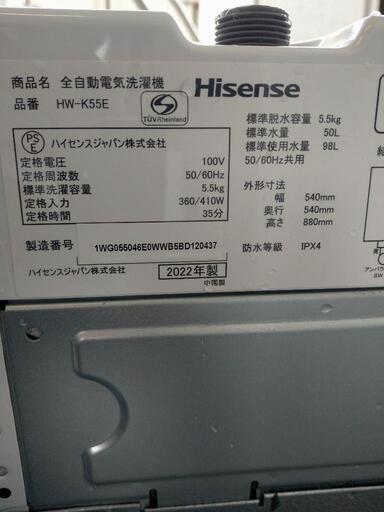 商品名 全自動電気洗濯機
品番 HW-K55E
TÜVRheinland
Hisense
PSE
ハイセンスジャパン株式会社
定格電圧 100V
定格周波数 50/60Hz
標準洗濯容量 5.5kg
定格入力 360/410W
定格時間 35分
製造番号 1WG055046E0WWB5BD120437
ハイセンスジャパン株式会社
2022年製
中国製
標準脱水容量 5.5kg
標準水量 50L
標準使用水量 98L
50/60Hz共用
外形寸法
幅 540mm
奥行 540mm
高さ 880mm
防水等級 IPX4
アンバラ
SW